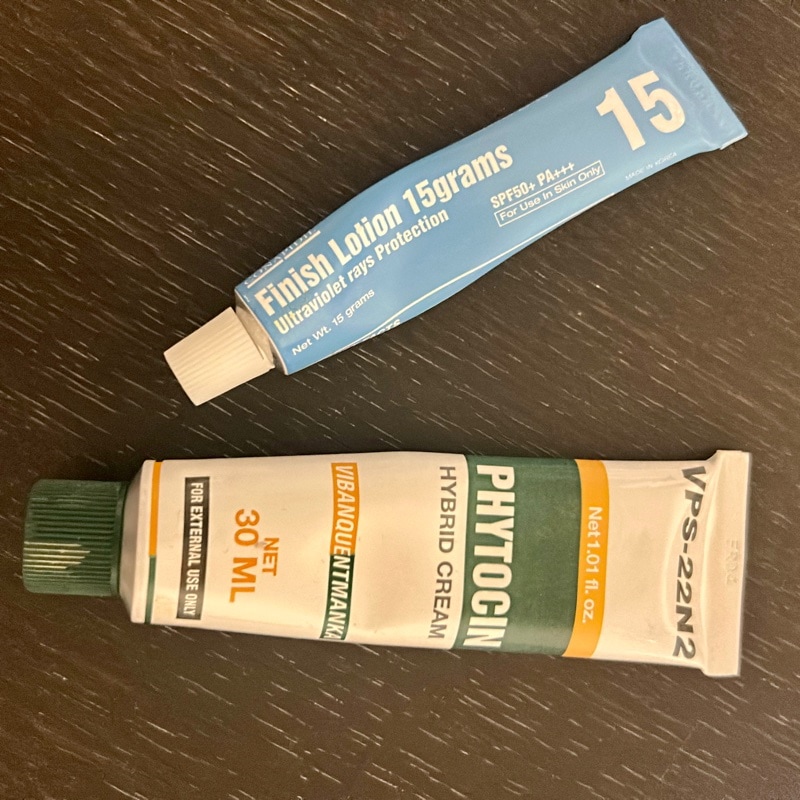 15
SPF50+ PA+++
For Use In Skin Only
MADE IN KOREA
Finish Lotion 15grams
Ultraviolet rays Protection
Net Wt. 15 grams
VPS-22N2
Net 1.01 fl. oz.
PHYTOCIN
HYBRID CREAM
VIBANQUENTMANKA
NET
30 ML
FOR EXTERNAL USE ONLY